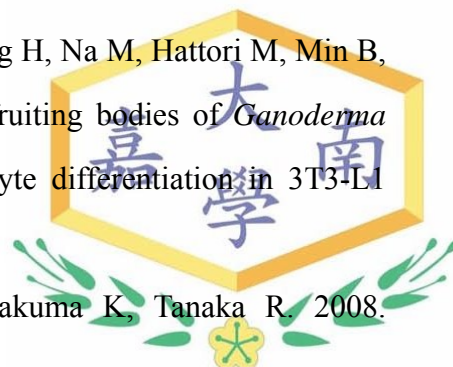 g H, Na M, Hattori M, Min B,
ruiting bodies of Ganoderma
yte differentiation in 3T3-L1
akuma K, Tanaka R. 2008.
大
嘉 南
學